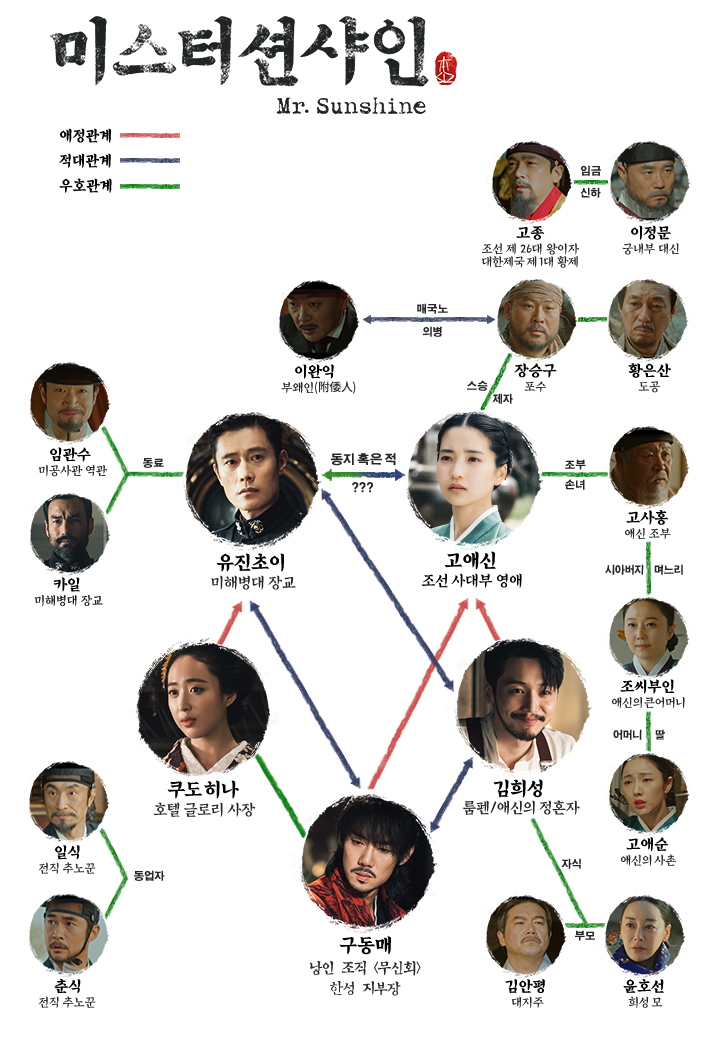 미스터션샤인
Mr. Sunshine
애정관계
적대관계
우호관계
고종
조선 제 26대 왕이자
대한제국 제1대 황제
임금
신하
이정문
궁내부 대신
이완익
부왜인(附倭人)
매국노
의병
장승구
포수
황은산
도공
스승
제자
임관수
미공사관 역관
카일
미해병대 장교
동료
유진초이
미해병대 장교
동지 혹은 적
???
고애신
조선 사대부 영애
조부
손녀
고사홍
애신 조부
시아버지
며느리
조씨부인
애신의 큰어머니
어머니
딸
고애순
애신의 사촌
쿠도 히나
호텔 글로리 사장
김희성
룸펜/애신의 정혼자
구동매
낭인 조직 〈무신회〉
한성 지부장
일식
전직 추노꾼
춘식
전직 추노꾼
동업자
자식
부모
김안평
대지주
윤호선
희성 모